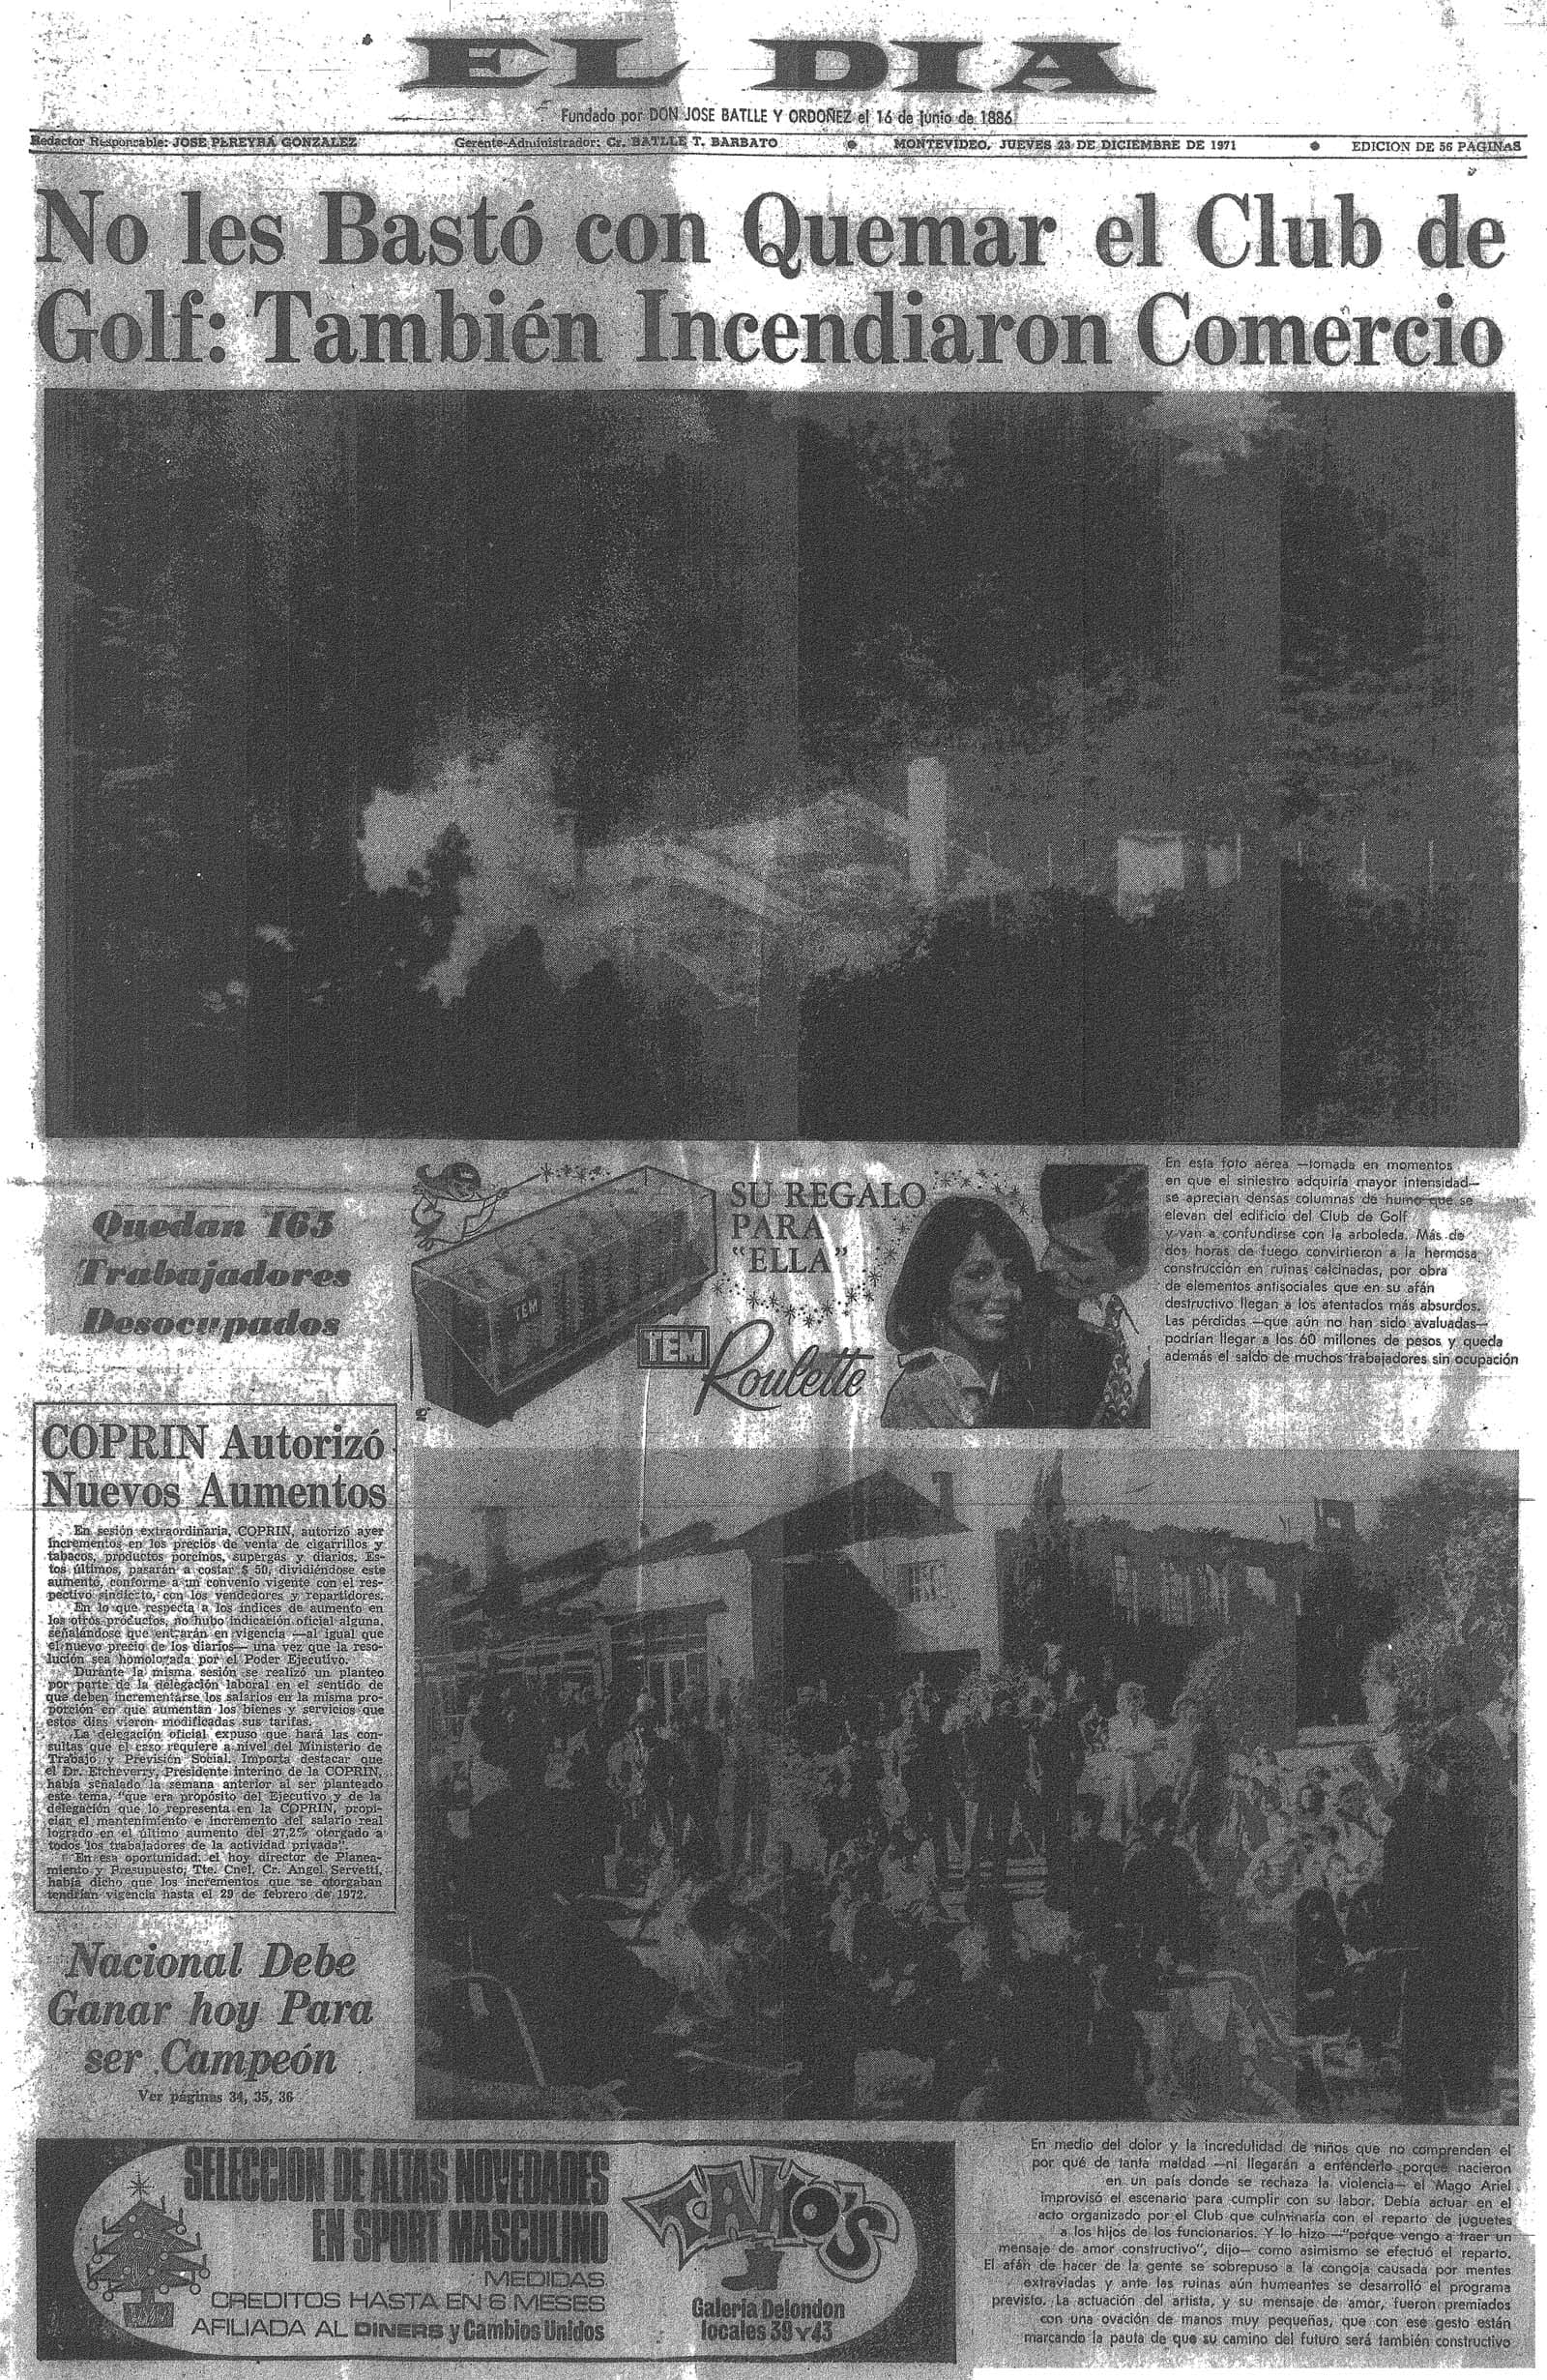 EL DIA
Fundado por DON JOSE BATLLE Y ORDOÑEZ el 16 de Junio de 1886
Redactor Responsable: JOSE PEREYRA GONZALEZ
Gerente-Administrador: Cr. BATLLE T. BARBATO
MONTEVIDEO, JUEVES 23 DE DICIEMBRE DE 1971
EDICION DE 56 PAGINAS
No les Bastó con Quemar el Club de
Golf: También Incendiaron Comercio
Quedan 165
Trabajadores
Desocupados
TEM
SU REGALO
PARA
"ELLA"
TEM
Roulette
En esta foto aérea —tomada en momentos
en que el siniestro adquiría mayor intensidad—
se aprecian densas columnas de humo que se
elevan del edificio del Club de Golf
y van a confundirse con la arboleda. Más de
dos horas de fuego convirtieron a la hermosa
construcción en ruinas calcinadas, por obra
de elementos antisociales que en su afán
destructivo llegan a los atentados más absurdos.
Las pérdidas —que aún no han sido avaluadas—
podrían llegar a los 60 millones de pesos y queda
además el saldo de muchos trabajadores sin ocupación
COPRIN Autorizó
Nuevos Aumentos
En sesión extraordinaria, COPRIN, autorizó ayer
incrementos en los precios de venta de cigarrillos y
tabacos, productos porcinos, supergás y diarios. Es-
tos últimos, pasarán a costar $ 50, dividiéndose este
aumento, conforme a un convenio vigente con el res-
pectivo sindicato, con los vendedores y repartidores.
En lo que respecta a los índices de aumento en
los otros productos, no hubo indicación oficial alguna,
señalándose que entrarán en vigencia —al igual que
el nuevo precio de los diarios— una vez que la reso-
lución sea homologada por el Poder Ejecutivo.
Durante la misma sesión se realizó un planteo
por parte de la delegación laboral en el sentido de
que deben incrementarse los salarios en la misma pro-
porción en que aumentan los bienes y servicios que
estos días vieron modificadas sus tarifas.
La delegación oficial expuso que hará las con-
sultas que el caso requiere a nivel del Ministerio de
Trabajo y Previsión Social. Importa destacar que
el Dr. Etcheverry, Presidente interino de la COPRIN,
había señalado la semana anterior al ser planteado
este tema, "que era propósito del Ejecutivo y de la
delegación que lo representa en la COPRIN, propi-
ciar el mantenimiento e incremento del salario real
logrado en el último aumento del 27,2% otorgado a
todos los trabajadores de la actividad privada".
En esa oportunidad, el hoy director de Planea-
miento y Presupuesto, Tte. Cnel. Cr. Angel Servetti,
había dicho que los incrementos que se otorgaban
tendrían vigencia hasta el 29 de febrero de 1972.
Nacional Debe
Ganar hoy Para
ser Campeón
Ver páginas 34, 35, 36
SELECCION DE ALTAS NOVEDADES
EN SPORT MASCULINO
MEDIDAS
CREDITOS HASTA EN 6 MESES
AFILIADA AL DINERS y Cambios Unidos
Galería Delondon
locales 39 Y 43
En medio del dolor y la incredulidad de niños que no comprenden el
por qué de tanta maldad —ni llegarán a entenderlo porque nacieron
en un país donde se rechaza la violencia— el Mago Ariel
improvisó el escenario para cumplir con su labor. Debía actuar en el
acto organizado por el Club que culminaría con el reparto de juguetes
a los hijos de los funcionarios. Y lo hizo —"porque vengo a traer un
mensaje de amor constructivo", dijo— como asimismo se efectuó el reparto.
El afán de hacer de la gente se sobrepuso a la congoja causada por mentes
extraviadas y ante las ruinas aún humeantes se desarrolló el programa
previsto. La actuación del artista, y su mensaje de amor, fueron premiados
con una ovación de manos muy pequeñas, que con ese gesto están
marcando la pauta de que su camino del futuro será también constructivo